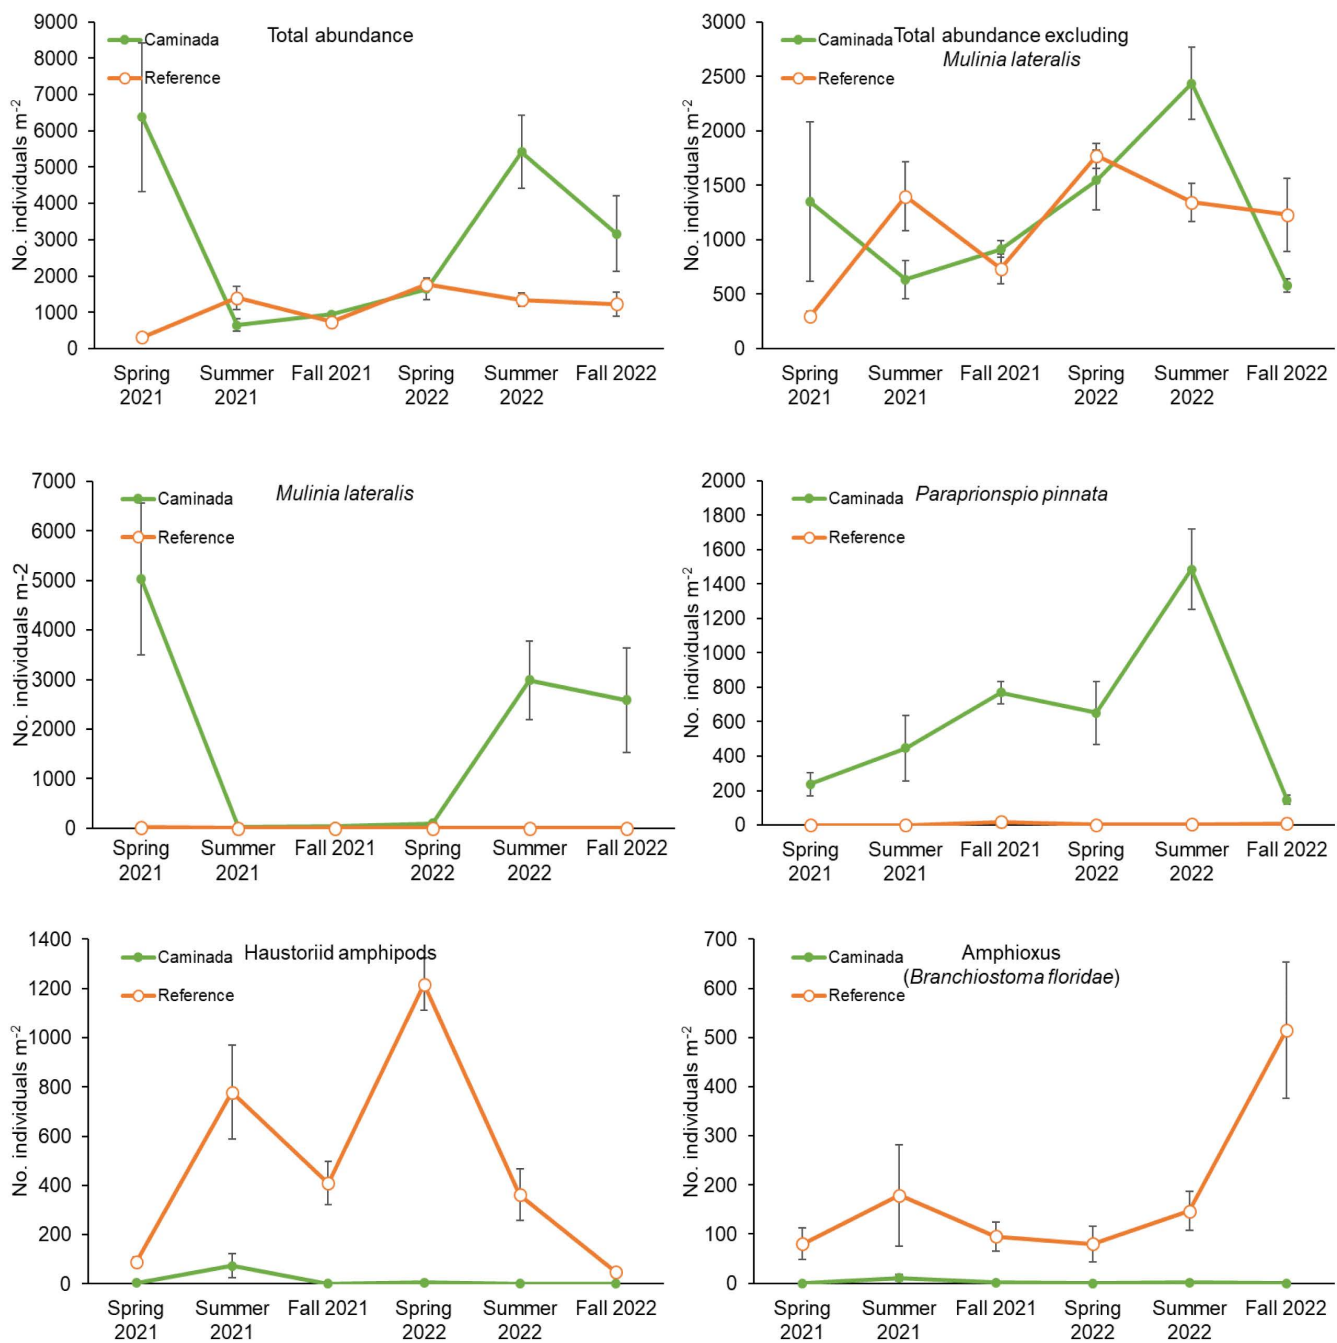 Total abundance
Caminada
Reference
No. individuals m-2
9000
8000
7000
6000
5000
4000
3000
2000
1000
0
Spring
2021
Summer
2021
Fall 2021
Spring
2022
Summer
2022
Fall 2022
Total abundance excluding
Mulinia lateralis
Caminada
Reference
No. individuals m-2
3000
2500
2000
1500
1000
500
0
Spring
2021
Summer
2021
Fall 2021
Spring
2022
Summer
2022
Fall 2022
Mulinia lateralis
Caminada
Reference
No. individuals m-2
7000
6000
5000
4000
3000
2000
1000
0
Spring
2021
Summer
2021
Fall 2021
Spring
2022
Summer
2022
Fall 2022
Paraprionspio pinnata
Caminada
Reference
No. individuals m-2
2000
1800
1600
1400
1200
1000
800
600
400
200
0
Spring
2021
Summer
2021
Fall 2021
Spring
2022
Summer
2022
Fall 2022
Haustoriid amphipods
Caminada
Reference
No. individuals m-2
1400
1200
1000
800
600
400
200
0
Spring
2021
Summer
2021
Fall 2021
Spring
2022
Summer
2022
Fall 2022
Amphioxus
(Branchiostoma floridae)
Caminada
Reference
No. individuals m-2
700
600
500
400
300
200
100
0
Spring
2021
Summer
2021
Fall 2021
Spring
2022
Summer
2022
Fall 2022